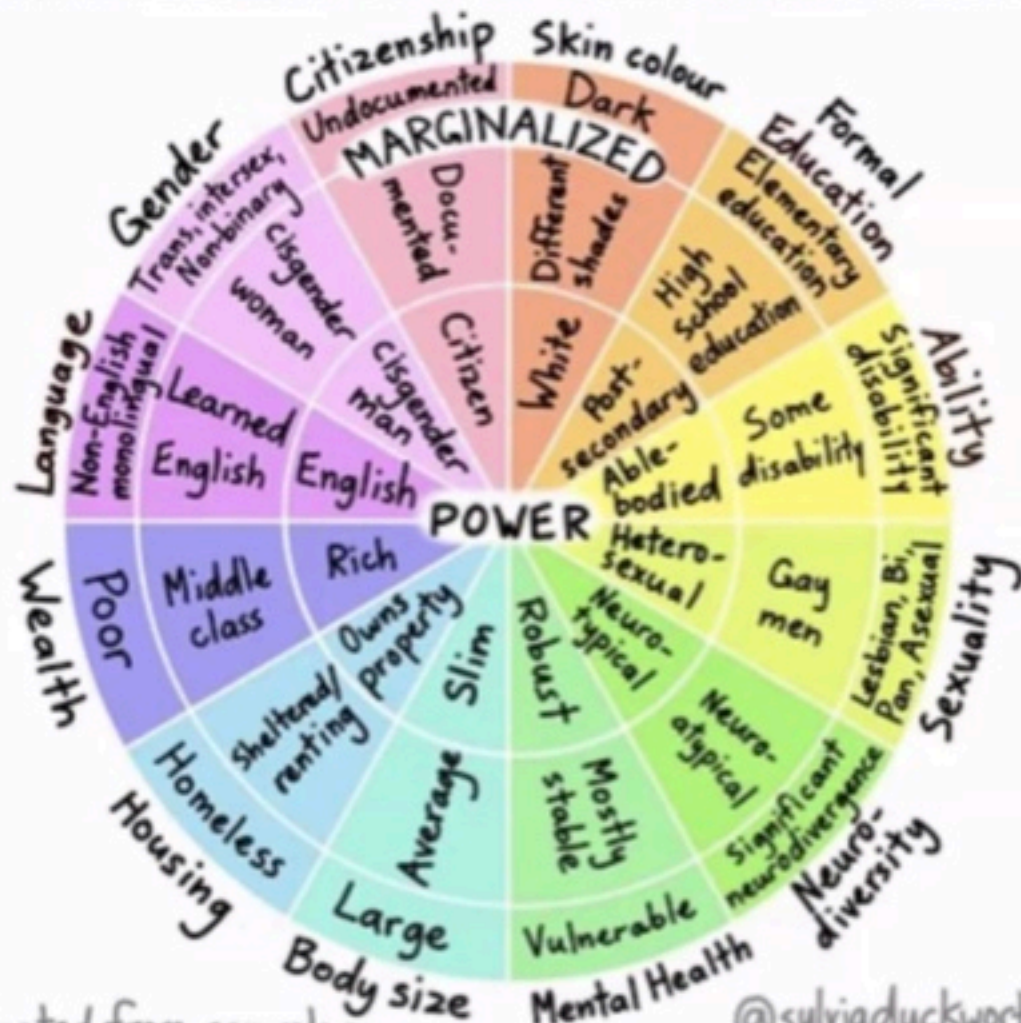 Citizenship
Undocumented
Docu-
mented
Citizen
Skin colour
Dark
Different
shades
White
Formal
Education
Elementary
education
High
school
education
Post-
secondary
Ability
Significant
disability
Some
disability
Able-
bodied
Sexuality
Lesbian, Bi,
Pan, Asexual
Gay
men
Hetero-
sexual
Neuro-
diversity
Significant
neurodivergence
Neuro-
atypical
Neuro-
typical
Mental Health
Vulnerable
Mostly
stable
Robust
Body size
Large
Average
Slim
Housing
Homeless
Sheltered/
renting
Owns
property
Wealth
Poor
Middle
class
Rich
Language
Non-English
monolingual
Learned
English
English
Gender
Trans, intersex,
Non-binary
Cisgender
woman
cisgender
man
MARGINALIZED
POWER